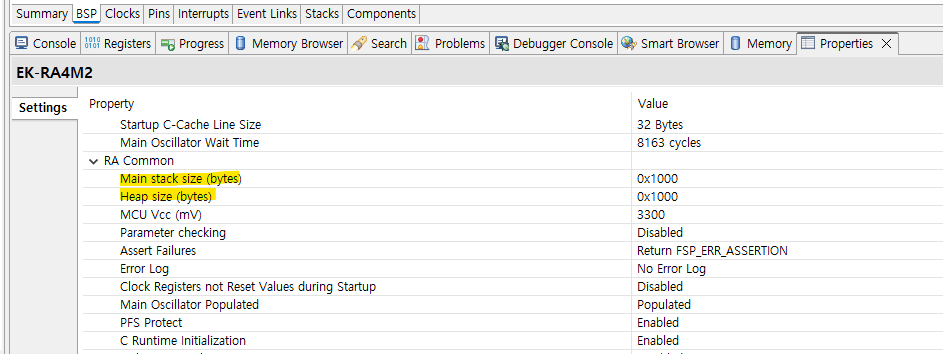 Summary BSP Clocks Pins Interrupts Event Links Stacks Components
Console Registers Progress Memory Browser Search Problems Debugger Console Smart Browser Memory Properties
EK-RA4M2
Settings
Property Value
Startup C-Cache Line Size 32 Bytes
Main Oscillator Wait Time 8163 cycles
RA Common
Main stack size (bytes) 0x1000
Heap size (bytes) 0x1000
MCU Vcc (mV) 3300
Parameter checking Disabled
Assert Failures Return FSP_ERR_ASSERTION
Error Log No Error Log
Clock Registers not Reset Values during Startup Disabled
Main Oscillator Populated Populated
PFS Protect Enabled
C Runtime Initialization Enabled